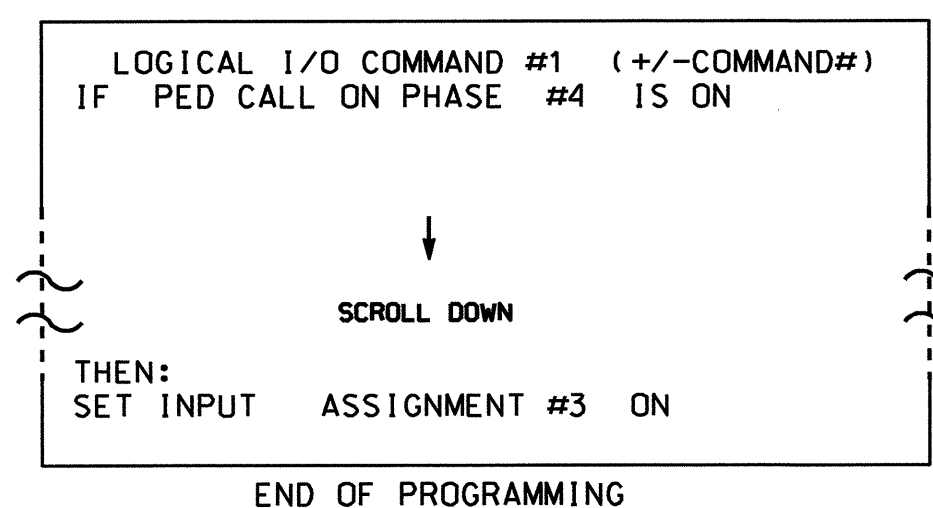 LOGICAL I/O COMMAND #1 (+/-COMMAND#)
IF PED CALL ON PHASE #4 IS ON
SCROLL DOWN
THEN:
SET INPUT ASSIGNMENT #3 ON
END OF PROGRAMMING